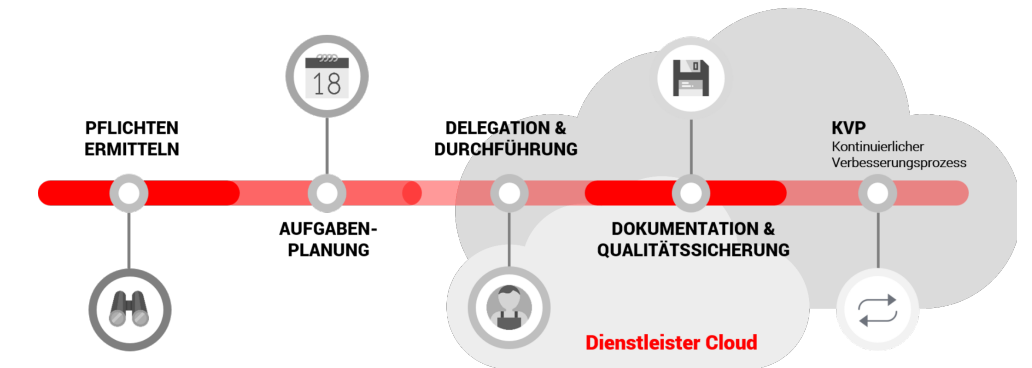 PFLICHTEN
ERMITTELN
18
AUFGABEN-
PLANUNG
DELEGATION &
DURCHFÜHRUNG
DOKUMENTATION &
QUALITÄTSSICHERUNG
KVP
Kontinuierlicher
Verbesserungsprozess
Dienstleister Cloud